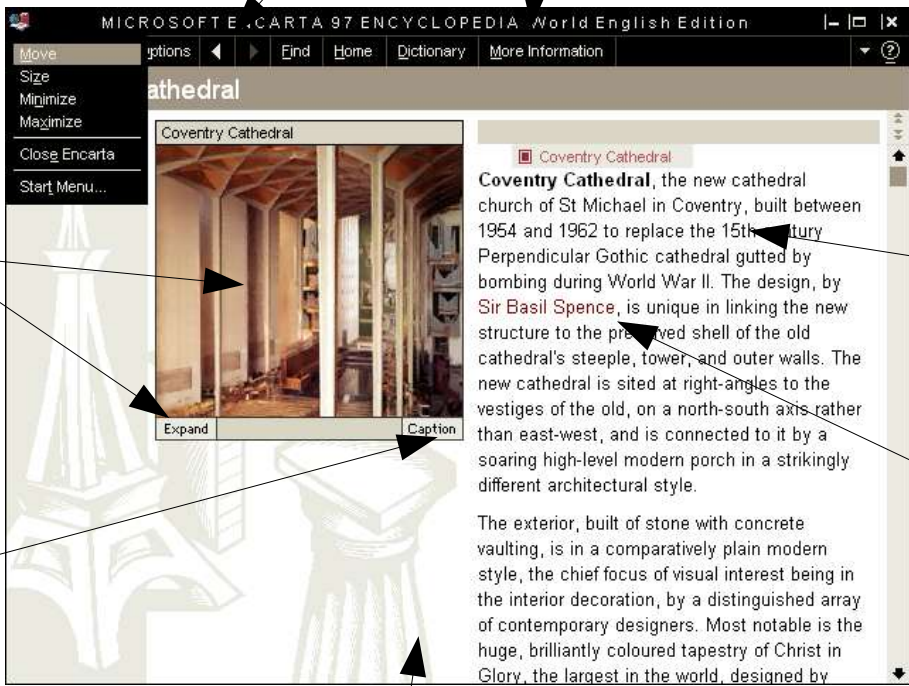 MICROSOFT E CARTA 97 ENCYCLOPEDIA World English Edition
ptions Find Home Dictionary More Information
Move
Size
Minimize
Maximize
Close Encarta
Start Menu...
athedral
Coventry Cathedral
Expand
Caption
Coventry Cathedral
Coventry Cathedral, the new cathedral
church of St Michael in Coventry, built between
1954 and 1962 to replace the 15th century
Perpendicular Gothic cathedral gutted by
bombing during World War II. The design, by
Sir Basil Spence, is unique in linking the new
structure to the preserved shell of the old
cathedral's steeple, tower, and outer walls. The
new cathedral is sited at right-angles to the
vestiges of the old, on a north-south axis rather
than east-west, and is connected to it by a
soaring high-level modern porch in a strikingly
different architectural style.
The exterior, built of stone with concrete
vaulting, is in a comparatively plain modern
style, the chief focus of visual interest being in
the interior decoration, by a distinguished array
of contemporary designers. Most notable is the
huge, brilliantly coloured tapestry of Christ in
Glory, the largest in the world, designed by